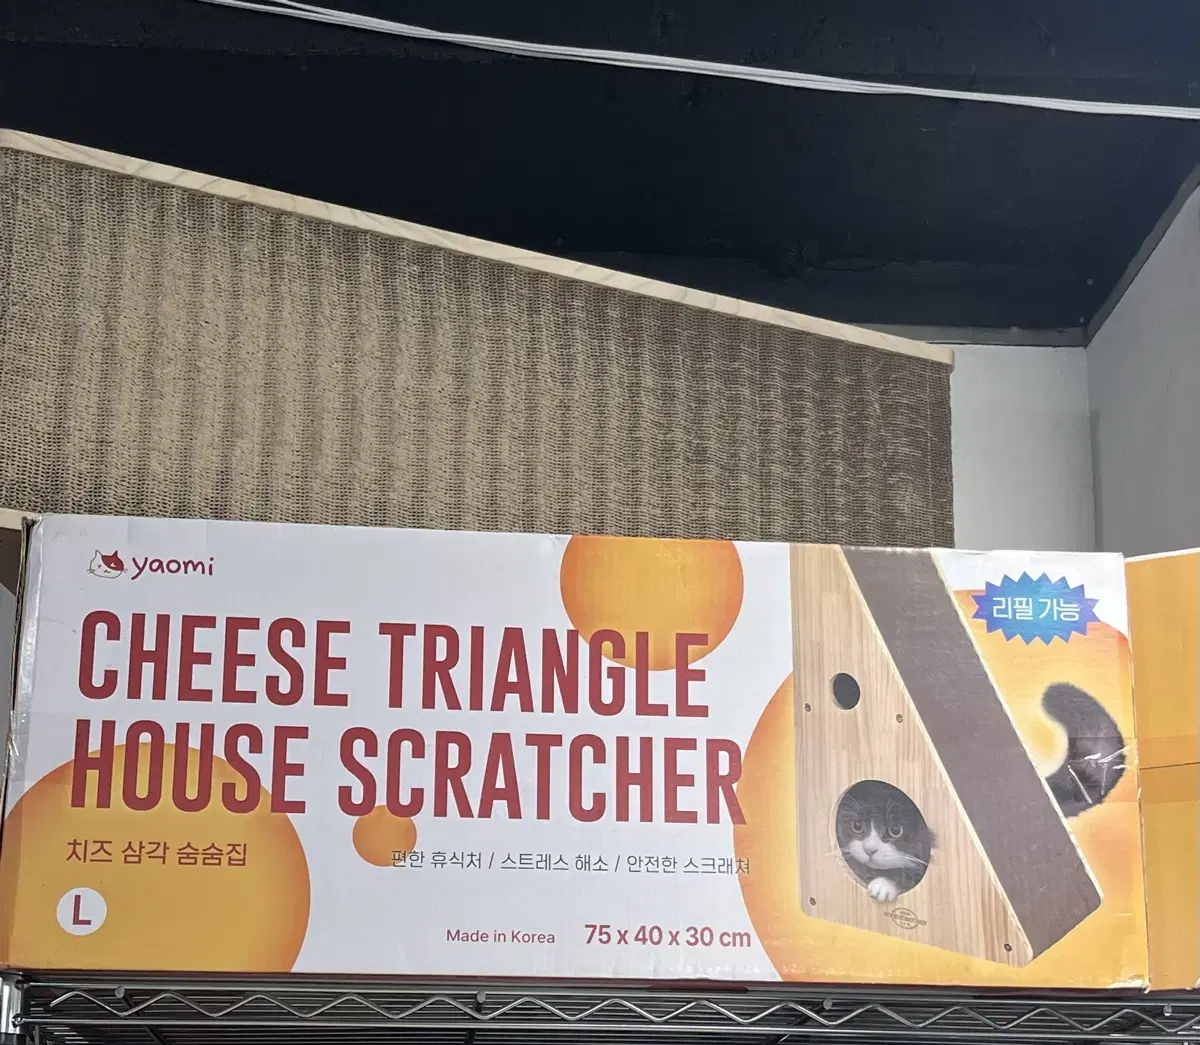 yaomi
CHEESE TRIANGLE
HOUSE SCRATCHER
치즈 삼각 숨숨집
편한 휴식처 / 스트레스 해소 / 안전한 스크래쳐
L
Made in Korea 75 x 40 x 30 cm
리필 가능